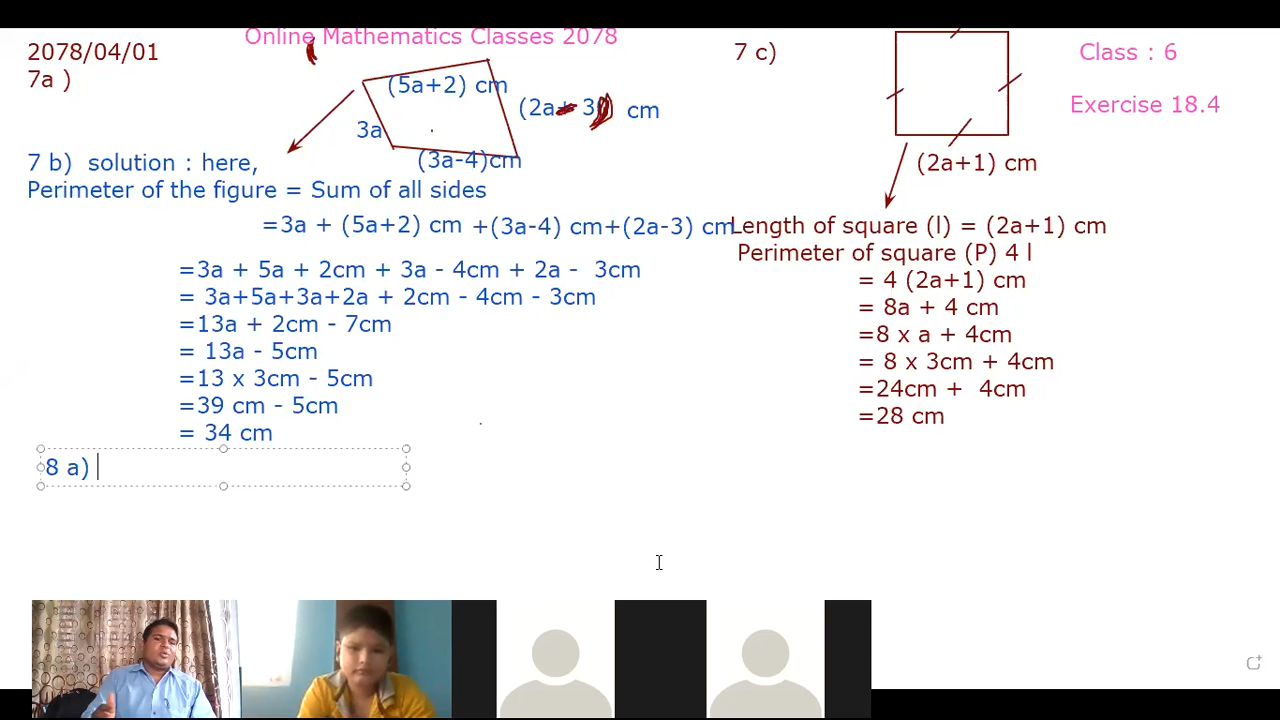 Online Mathematics Classes 2078
2078/04/01
7a )
(5a+2) cm
(2a- 3) cm
3a
(3a-4)cm
7 b)  solution : here,
Perimeter of the figure = Sum of all sides
=3a + (5a+2) cm +(3a-4) cm+(2a-3) cm
=3a + 5a + 2cm + 3a - 4cm + 2a -  3cm
= 3a+5a+3a+2a + 2cm - 4cm - 3cm
=13a + 2cm - 7cm
= 13a - 5cm
=13 x 3cm - 5cm
=39 cm - 5cm
= 34 cm
8 a)
7 c)
Class : 6
Exercise 18.4
(2a+1) cm
Length of square (l) = (2a+1) cm
Perimeter of square (P) 4 l
= 4 (2a+1) cm
= 8a + 4 cm
=8 x a + 4cm
= 8 x 3cm + 4cm
=24cm +  4cm
=28 cm